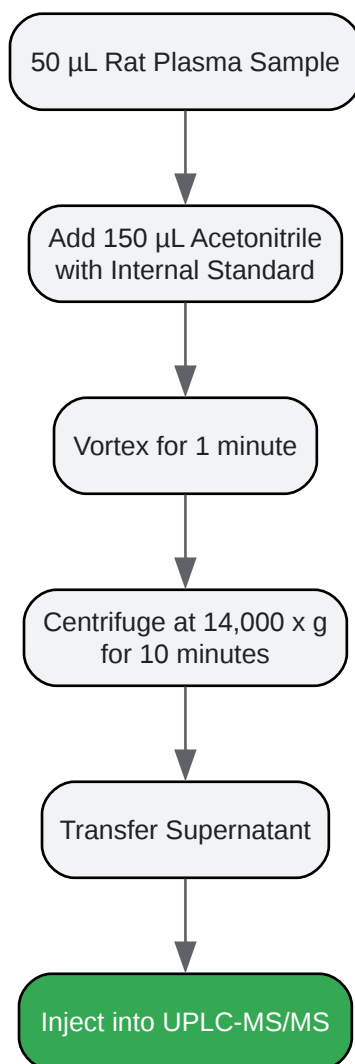 50 µL Rat Plasma Sample
Add 150 µL Acetonitrile
with Internal Standard
Vortex for 1 minute
Centrifuge at 14,000 x g
for 10 minutes
Transfer Supernatant
Inject into UPLC-MS/MS